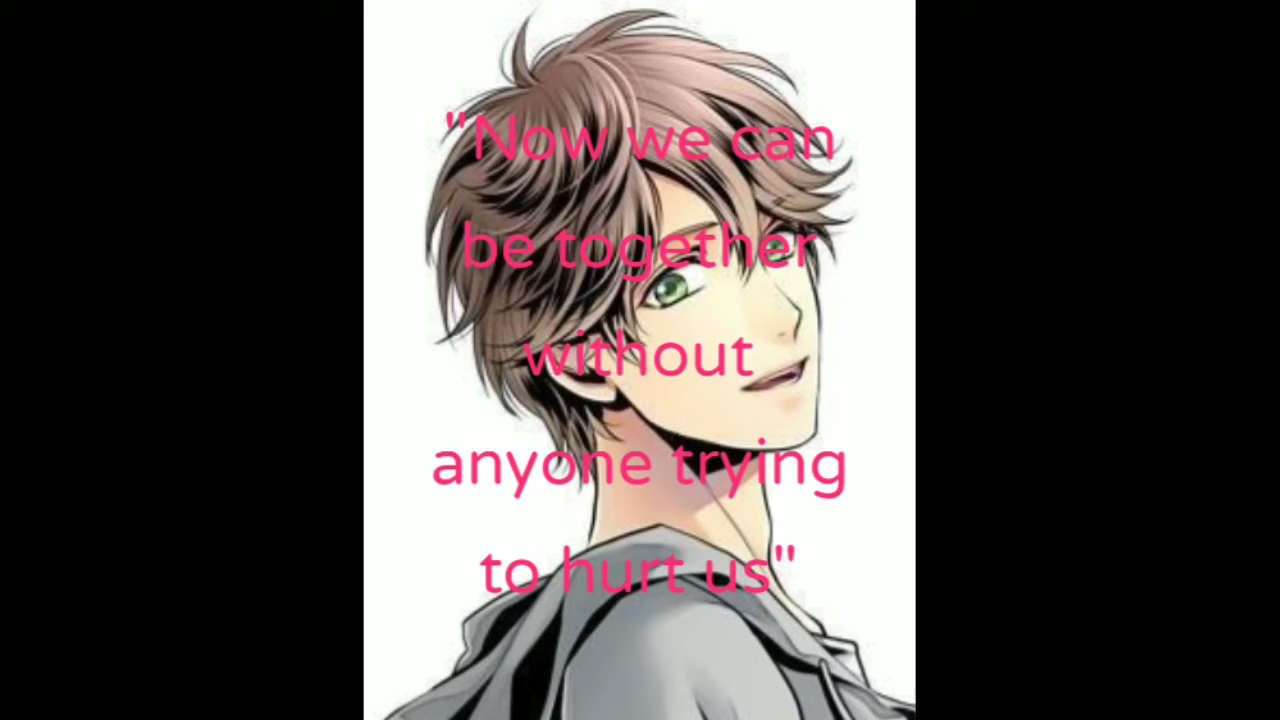 "Now we can
be together
without
anyone trying
to hurt us"